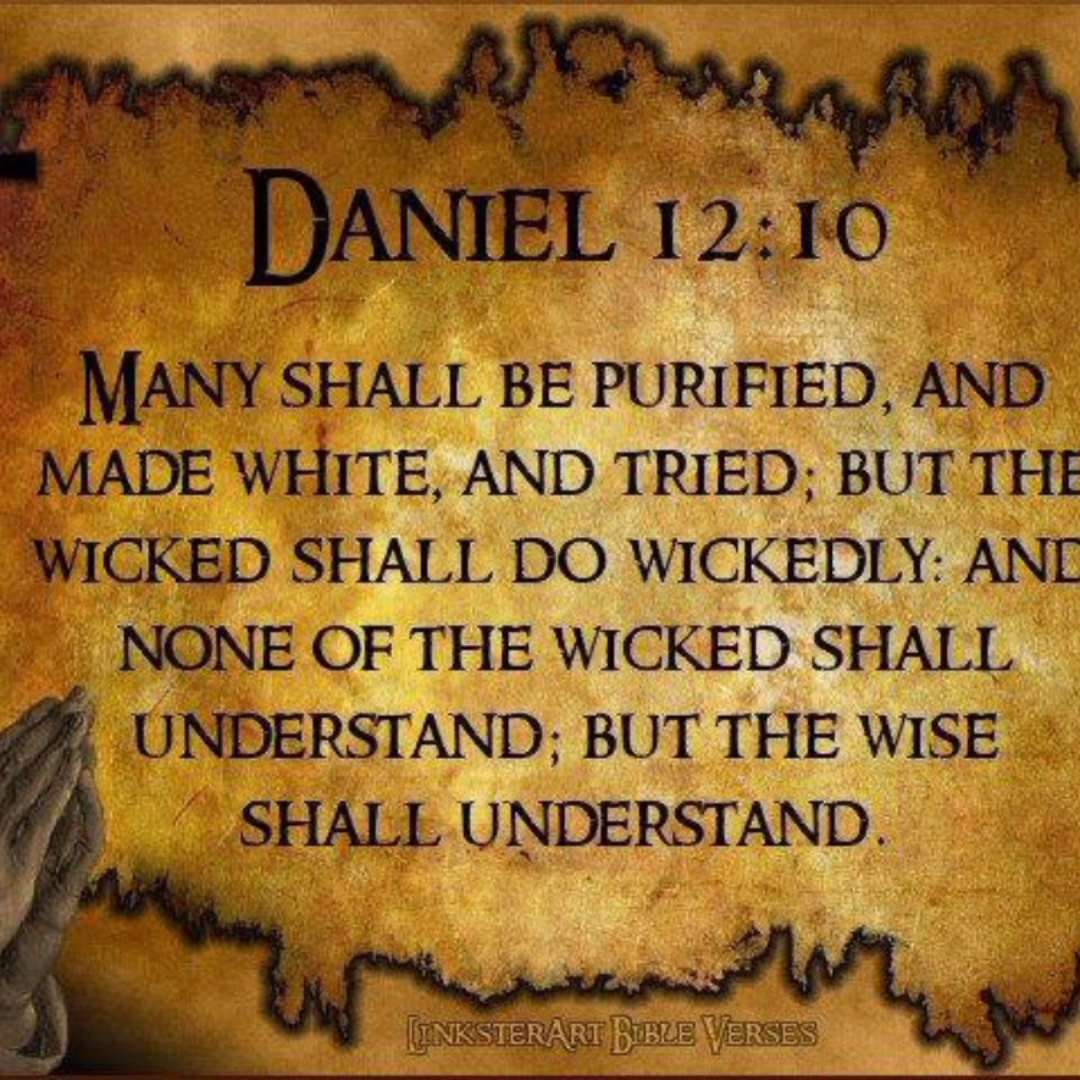 DANIEL 12:10
MANY SHALL BE PURIFIED, AND
MADE WHITE, AND TRIED; BUT THE
WICKED SHALL DO WICKEDLY: AND
NONE OF THE WICKED SHALL
UNDERSTAND; BUT THE WISE
SHALL UNDERSTAND.
LINKSTERART BIBLE VERSES